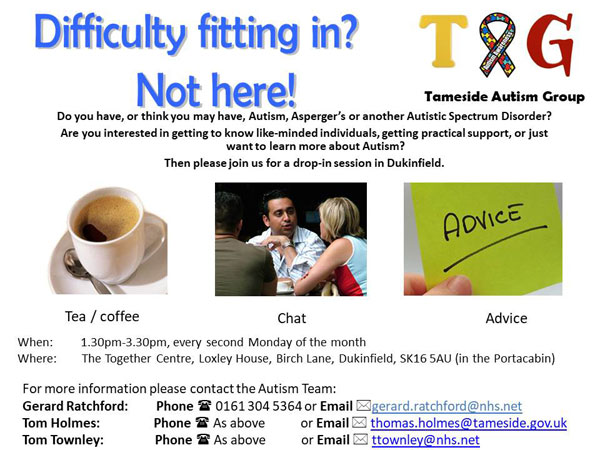 Difficulty fitting in?
Not here!
T G
Tameside Autism Group
Do you have, or think you may have, Autism, Asperger's or another Autistic Spectrum Disorder?
Are you interested in getting to know like-minded individuals, getting practical support, or just
want to learn more about Autism?
Then please join us for a drop-in session in Dukinfield.
ADVICE
Tea / coffee
Chat
Advice
When: 1.30pm-3.30pm, every second Monday of the month
Where: The Together Centre, Loxley House, Birch Lane, Dukinfield, SK16 5AU (in the Portacabin)
For more information please contact the Autism Team:
Gerard Ratchford: Phone ☎ 0161 304 5364 or Email ✉gerard.ratchford@nhs.net
Tom Holmes: Phone ☎ As above or Email ✉ thomas.holmes@tameside.gov.uk
Tom Townley: Phone ☎ As above or Email ✉ ttownley@nhs.net